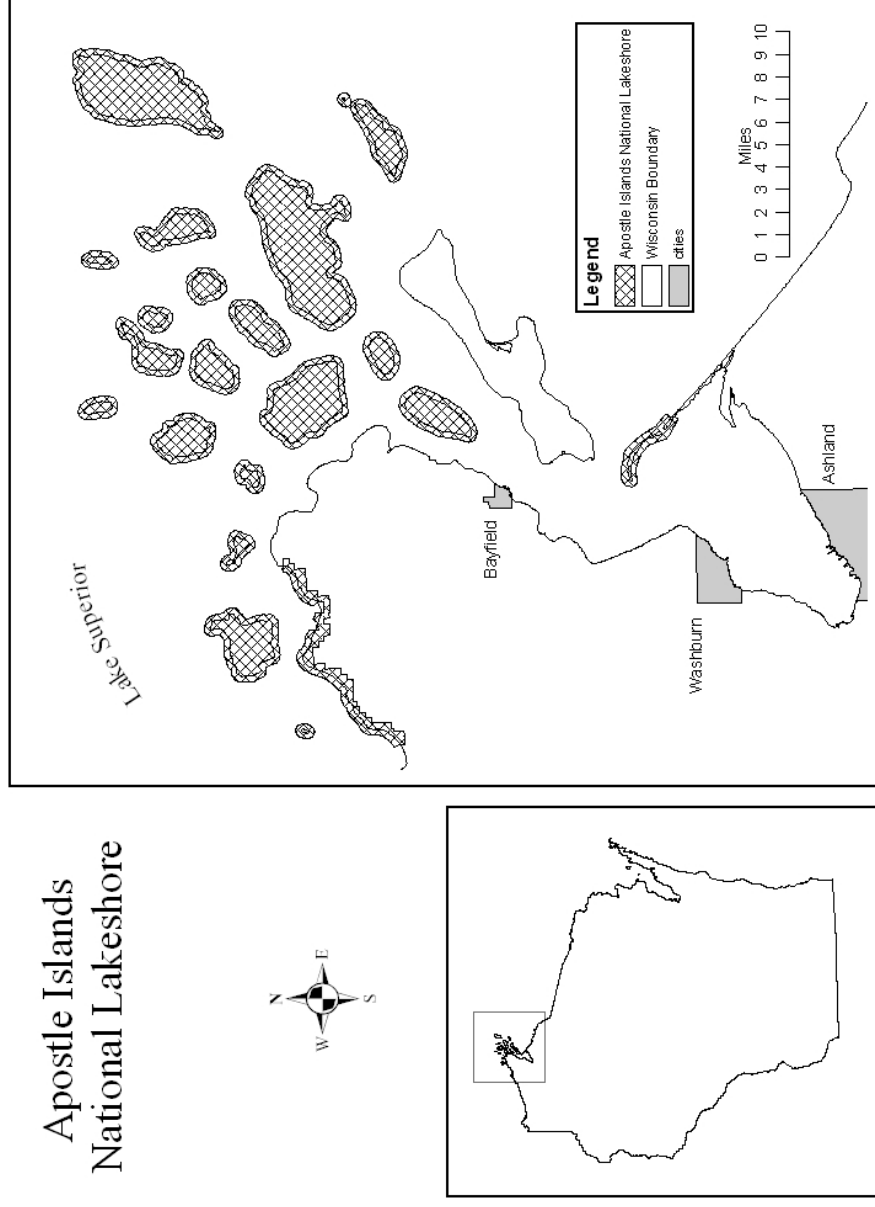 Apostle Islands
National Lakeshore
N
W
E
S
Lake Superior
Bayfield
Washburn
Ashland
Legend
Apostle Islands National Lakeshore
Wisconsin Boundary
cities
Miles
0 1 2 3 4 5 6 7 8 9 10